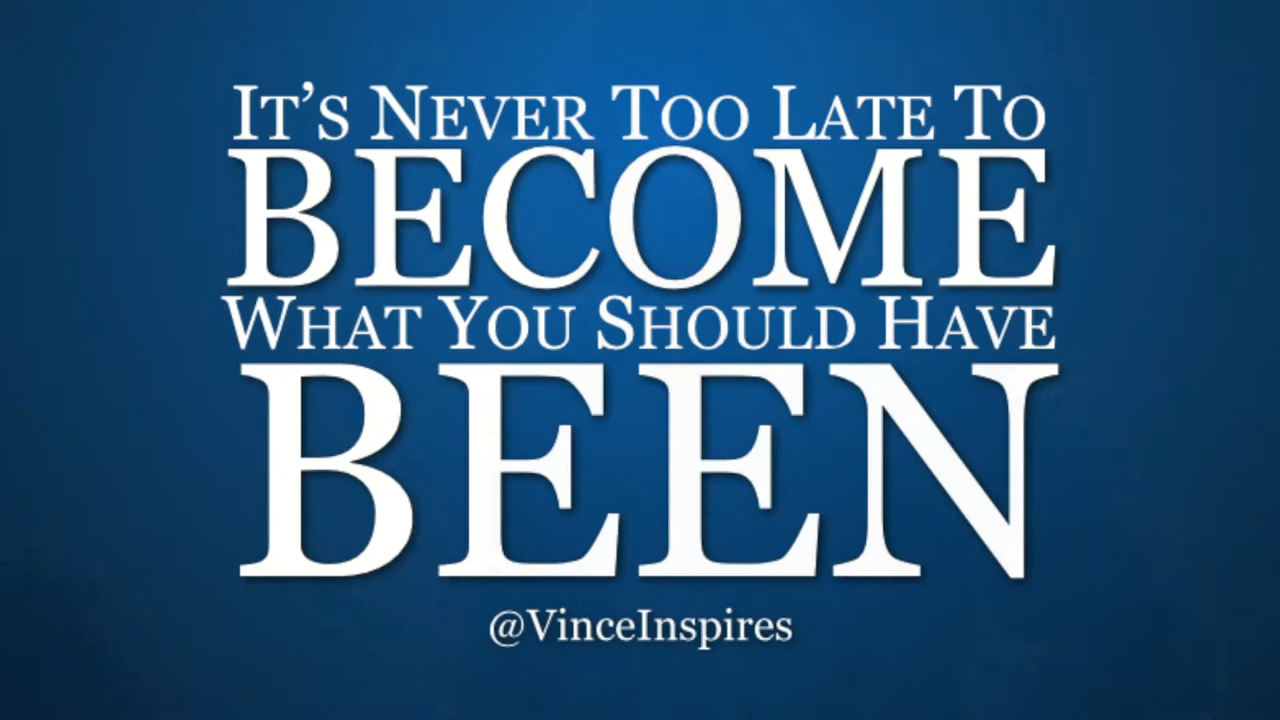 It's Never Too Late To
BECOME
What You Should Have
BEEN
@VinceInspires